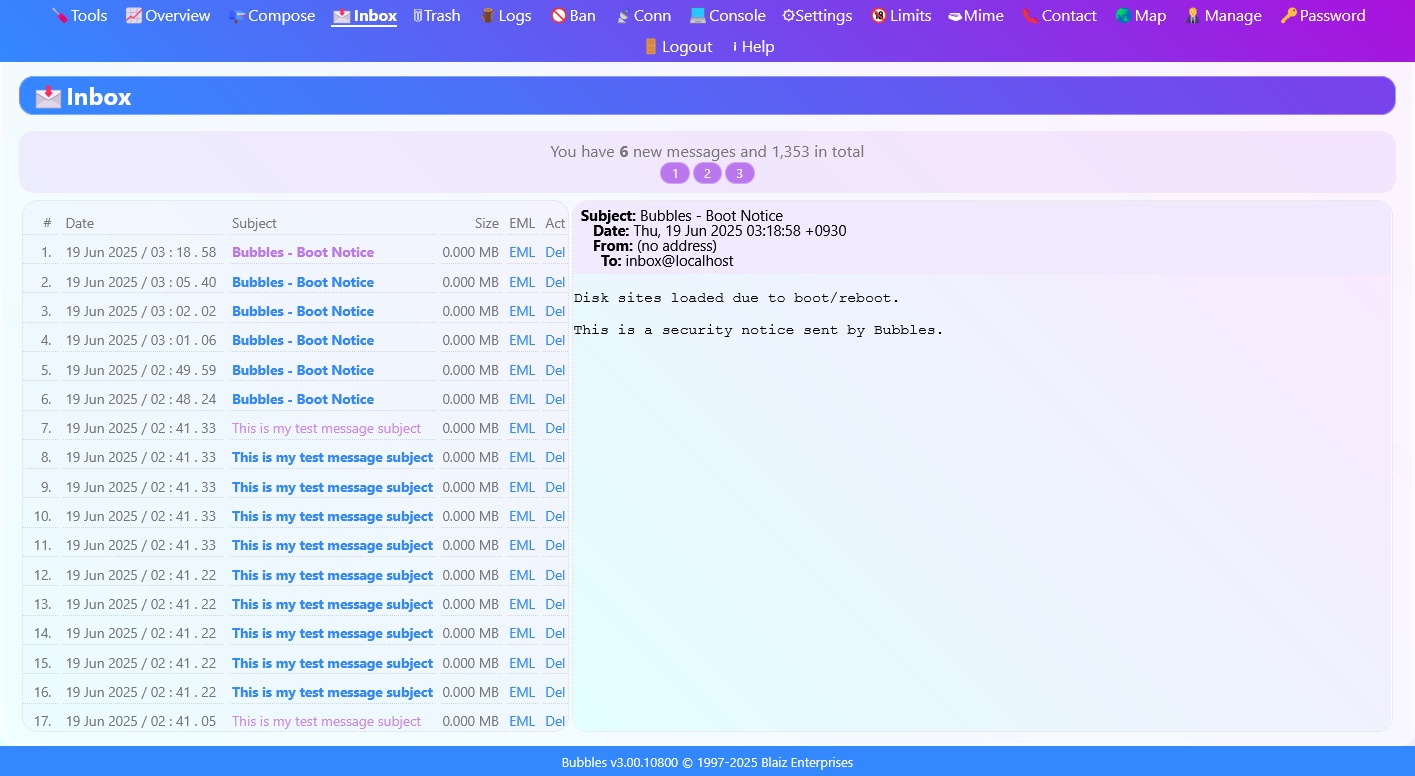 Tools Overview Compose Inbox Trash Logs Ban Conn Console Settings Limits Mime Contact Map Manage Password
Logout Help
Inbox
You have 6 new messages and 1,353 in total
1 2 3
# Date Subject Size EML Act
1. 19 Jun 2025 / 03 : 18 . 58 Bubbles - Boot Notice 0.000 MB EML Del
2. 19 Jun 2025 / 03 : 05 . 40 Bubbles - Boot Notice 0.000 MB EML Del
3. 19 Jun 2025 / 03 : 02 . 02 Bubbles - Boot Notice 0.000 MB EML Del
4. 19 Jun 2025 / 03 : 01 . 06 Bubbles - Boot Notice 0.000 MB EML Del
5. 19 Jun 2025 / 02 : 49 . 59 Bubbles - Boot Notice 0.000 MB EML Del
6. 19 Jun 2025 / 02 : 48 . 24 Bubbles - Boot Notice 0.000 MB EML Del
7. 19 Jun 2025 / 02 : 41 . 33 This is my test message subject 0.000 MB EML Del
8. 19 Jun 2025 / 02 : 41 . 33 This is my test message subject 0.000 MB EML Del
9. 19 Jun 2025 / 02 : 41 . 33 This is my test message subject 0.000 MB EML Del
10. 19 Jun 2025 / 02 : 41 . 33 This is my test message subject 0.000 MB EML Del
11. 19 Jun 2025 / 02 : 41 . 33 This is my test message subject 0.000 MB EML Del
12. 19 Jun 2025 / 02 : 41 . 22 This is my test message subject 0.000 MB EML Del
13. 19 Jun 2025 / 02 : 41 . 22 This is my test message subject 0.000 MB EML Del
14. 19 Jun 2025 / 02 : 41 . 22 This is my test message subject 0.000 MB EML Del
15. 19 Jun 2025 / 02 : 41 . 22 This is my test message subject 0.000 MB EML Del
16. 19 Jun 2025 / 02 : 41 . 22 This is my test message subject 0.000 MB EML Del
17. 19 Jun 2025 / 02 : 41 . 05 This is my test message subject 0.000 MB EML Del
Subject: Bubbles - Boot Notice
Date: Thu, 19 Jun 2025 03:18:58 +0930
From: (no address)
To: inbox@localhost
Disk sites loaded due to boot/reboot.
This is a security notice sent by Bubbles.
Bubbles v3.00.10800 © 1997-2025 Blaiz Enterprises